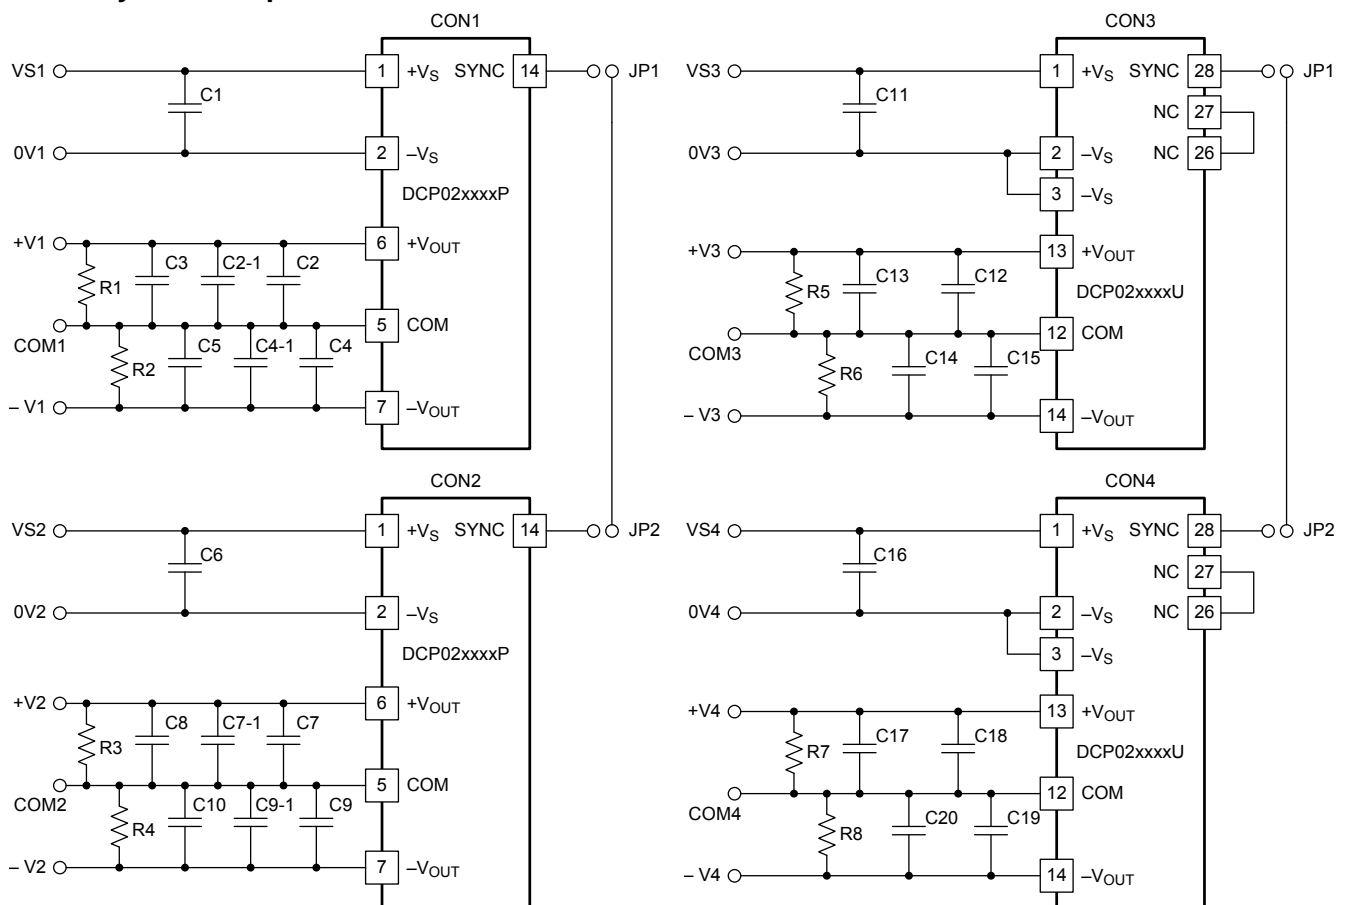 CON1
VS1
1
+VS
SYNC
14
JP1
C1
0V1
2
–VS
DCP02xxxxP
+V1
6
+VOUT
C3
C2-1
C2
R1
COM1
5
COM
C5
C4-1
C4
R2
– V1
7
–VOUT
CON3
VS3
1
+VS
SYNC
28
JP1
C11
NC
27
0V3
2
–VS
NC
26
3
–VS
+V3
13
+VOUT
C13
C12
R5
DCP02xxxxU
COM3
12
COM
C14
C15
R6
– V3
14
–VOUT
CON2
VS2
1
+VS
SYNC
14
JP2
C6
0V2
2
–VS
DCP02xxxxP
+V2
6
+VOUT
C8
C7-1
C7
R3
COM2
5
COM
C10
C9-1
C9
R4
– V2
7
–VOUT
CON4
VS4
1
+VS
SYNC
28
JP2
C16
NC
27
0V4
2
–VS
NC
26
3
–VS
+V4
13
+VOUT
C17
C18
R7
DCP02xxxxU
COM4
12
COM
C20
C19
R8
– V4
14
–VOUT